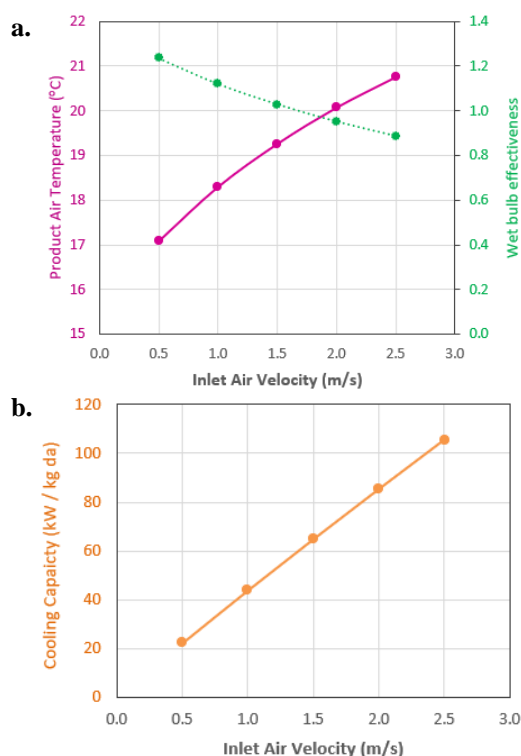 a.
Product Air Temperature (°C)
22
21
20
19
18
17
16
15
1.4
1.2
1.0
0.8
0.6
0.4
0.2
0.0
Wet bulb effectiveness
0.0 0.5 1.0 1.5 2.0 2.5 3.0
Inlet Air Velocity (m/s)
b.
Cooling Capaicty (kW / kg da)
120
100
80
60
40
20
0
0.0 0.5 1.0 1.5 2.0 2.5 3.0
Inlet Air Velocity (m/s)